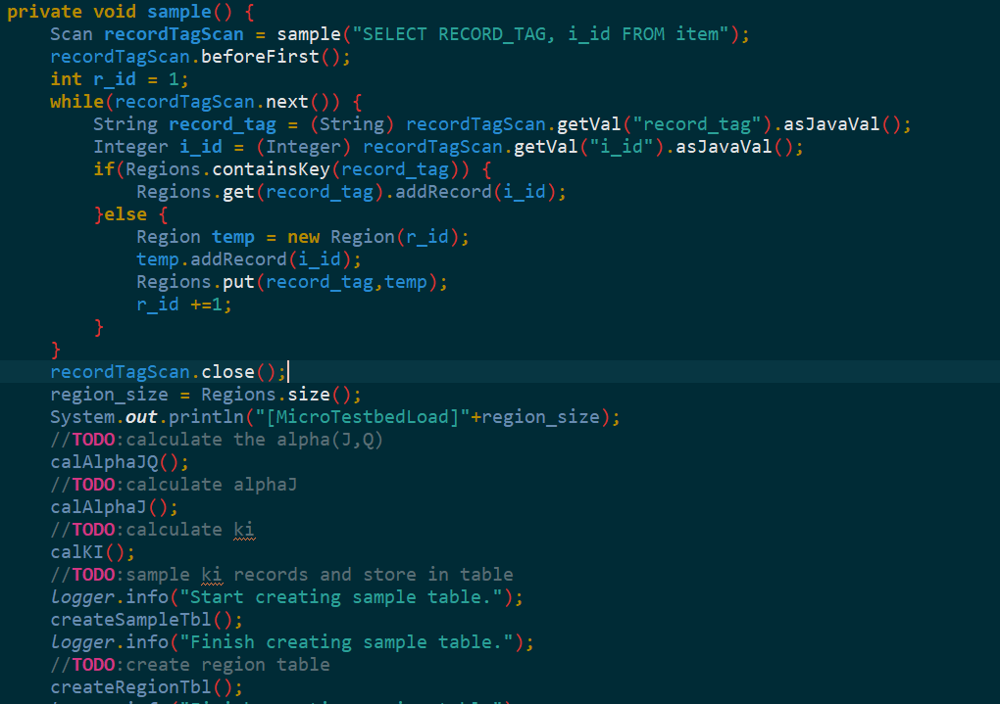 private void sample() {
    Scan recordTagScan = sample("SELECT RECORD_TAG, i_id FROM item");
    recordTagScan.beforeFirst();
    int r_id = 1;
    while(recordTagScan.next()) {
        String record_tag = (String) recordTagScan.getVal("record_tag").asJavaVal();
        Integer i_id = (Integer) recordTagScan.getVal("i_id").asJavaVal();
        if(Regions.containsKey(record_tag)) {
            Regions.get(record_tag).addRecord(i_id);
        }else {
            Region temp = new Region(r_id);
            temp.addRecord(i_id);
            Regions.put(record_tag,temp);
            r_id +=1;
        }
    }
    recordTagScan.close();
    region_size = Regions.size();
    System.out.println("[MicroTestbedLoad]"+region_size);
    //TODO:calculate the alpha(J,Q)
    calAlphaJQ();
    //TODO:calculate alphaJ
    calAlphaJ();
    //TODO:calculate ki
    calKI();
    //TODO:sample ki records and store in table
    logger.info("Start creating sample table.");
    createSampleTbl();
    logger.info("Finish creating sample table.");
    //TODO:create region table
    createRegionTbl();